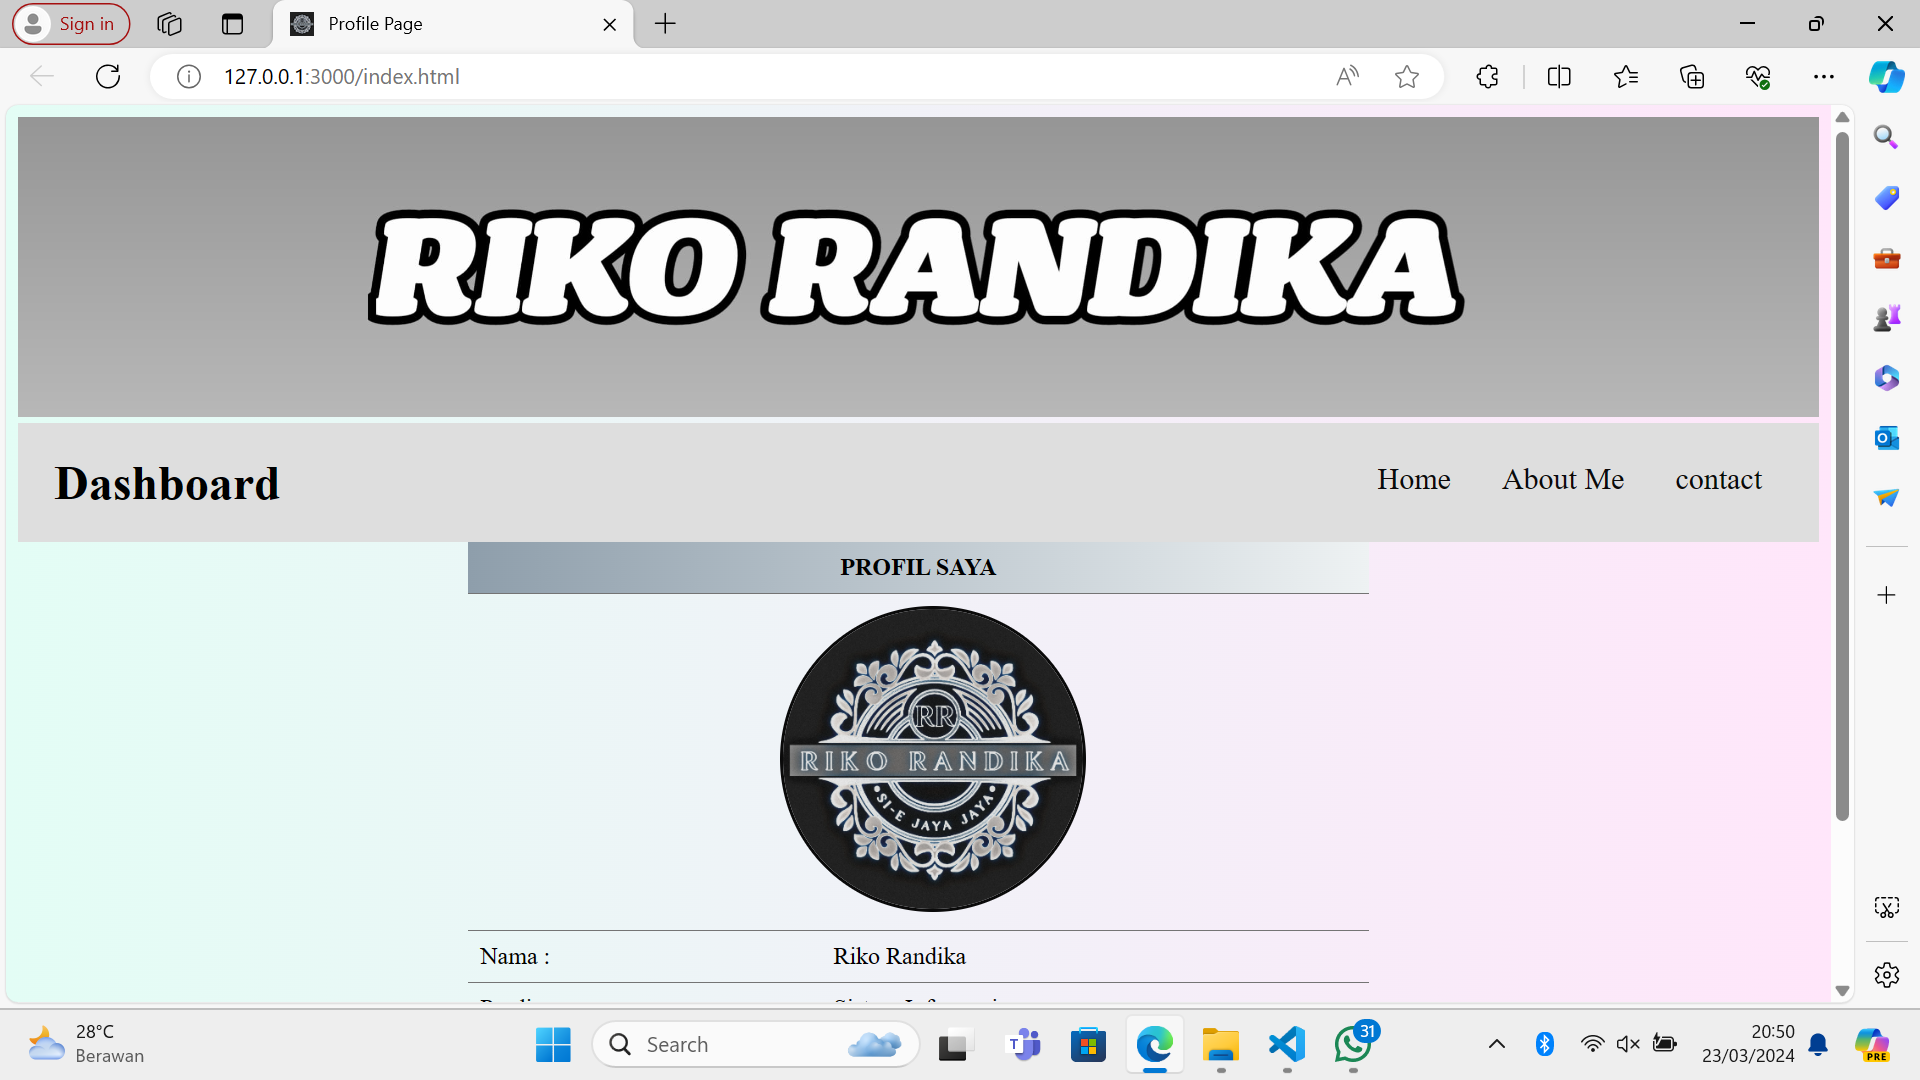 Sign in
Profile Page
127.0.0.1:3000/index.html
RIKO RANDIKA
Dashboard
Home
About Me
contact
PROFIL SAYA
RR
RIKO RANDIKA
•SI-E JAYA JAYA•
Nama :
Riko Randika
28°C
Berawan
Search
31
20:50
23/03/2024
PRE